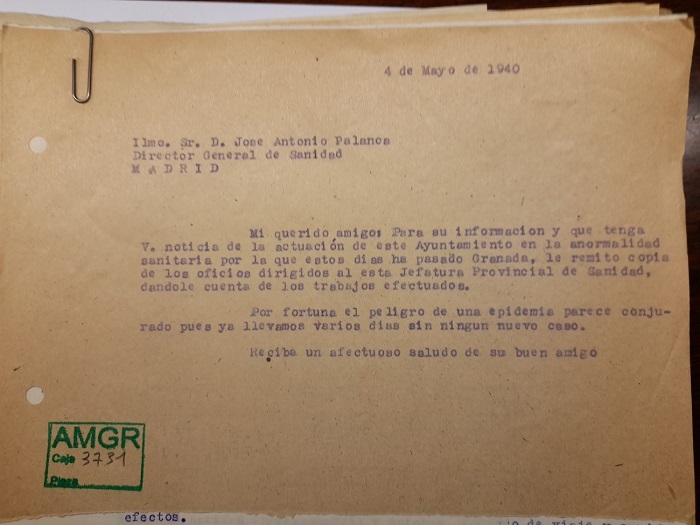 4 de Mayo de 1940
Ilmo. Sr. D. Jose Antonio Palanca
Director General de Sanidad
M A D R I D
Mi querido amigo: Para su informacion y que tenga
V. noticia de la actuación de este Ayuntamiento en la anormalidad
sanitaria por la que estos dias ha pasado Granada, le remito copia
de los oficios dirigidos al esta Jefatura Provincial de Sanidad,
dandole cuenta de los trabajos efectuados.
Por fortuna el peligro de una epidemia parece conju-
rado pues ya llevamos varios dias sin ningun nuevo caso.
Reciba un afectuoso saludo de su buen amigo
AMGR
Caja 3731
Pieza
efectos.